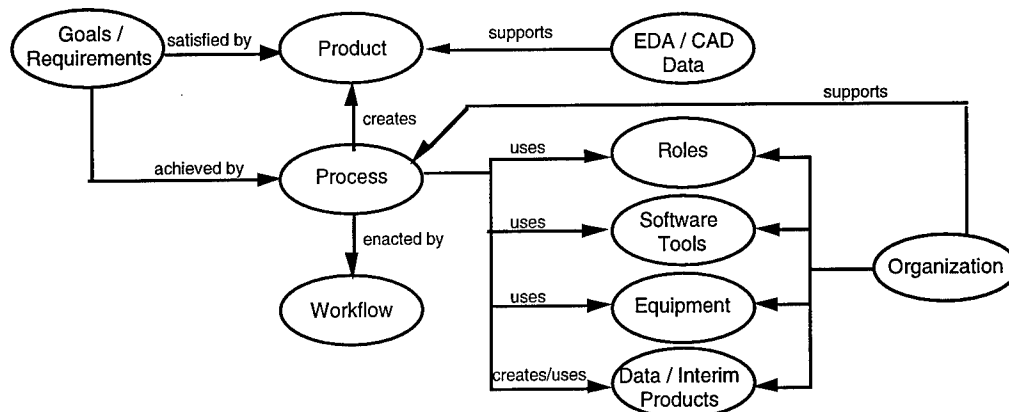 Goals /
Requirements
satisfied by
Product
supports
EDA / CAD
Data
supports
creates
achieved by
Process
uses
Roles
uses
Software
Tools
enacted by
Organization
Workflow
uses
Equipment
creates/uses
Data / Interim
Products